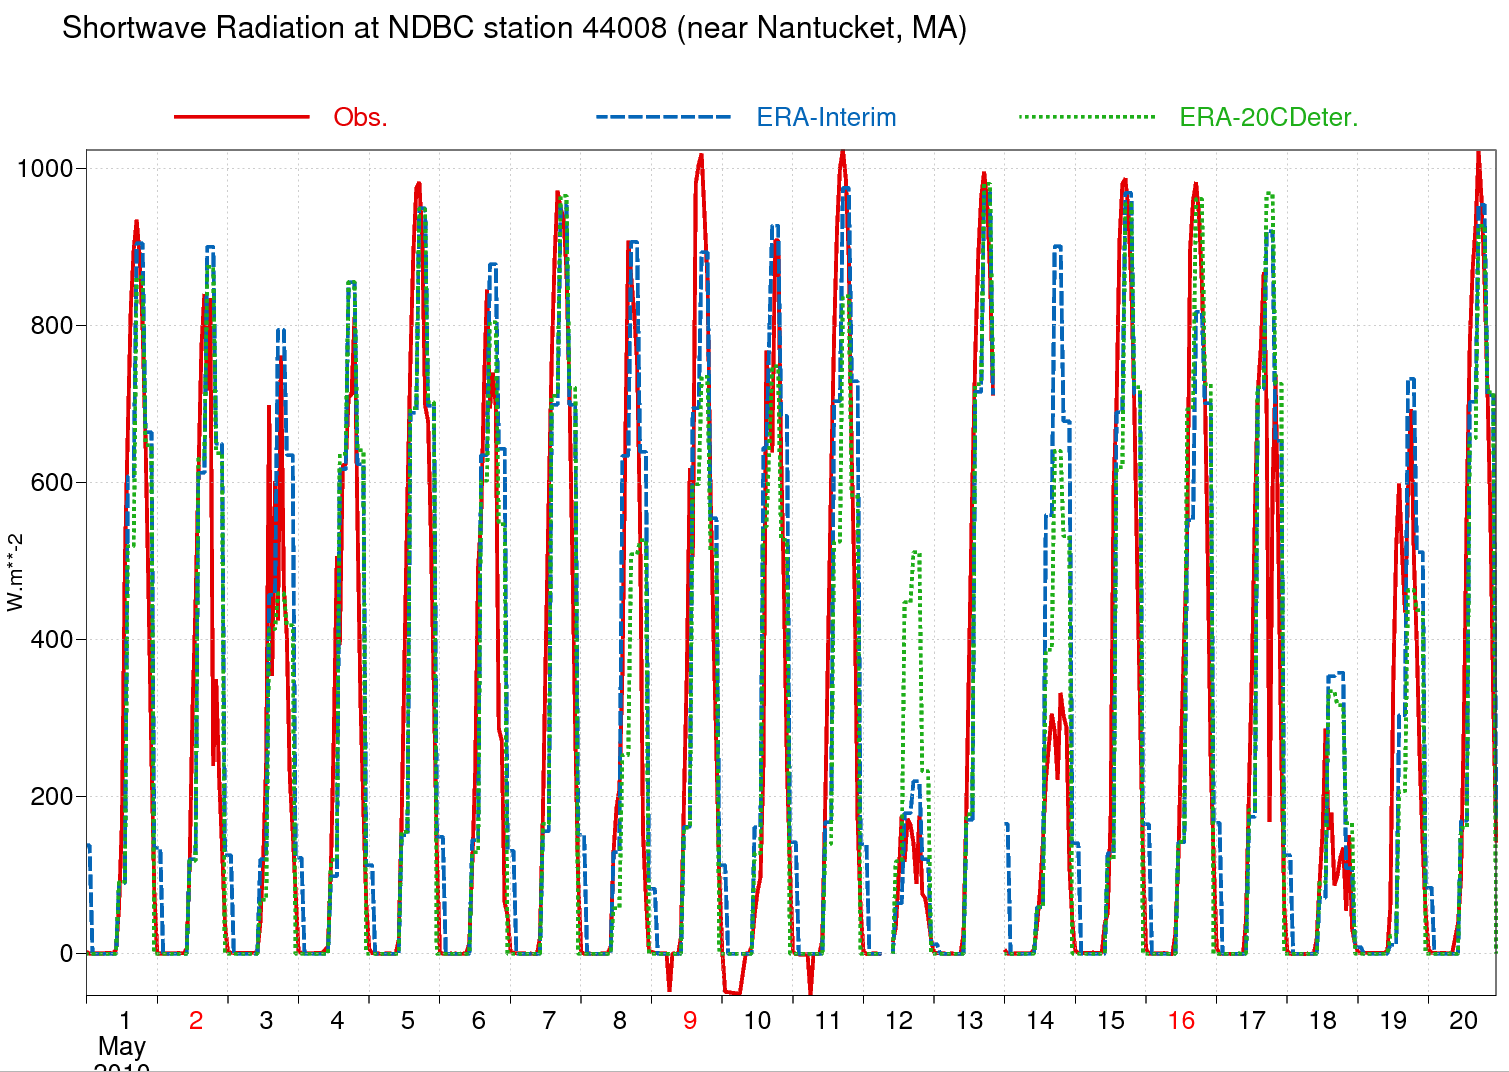 Shortwave Radiation at NDBC station 44008 (near Nantucket, MA)
Obs. ERA-Interim ERA-20CDeter.
1000
800
600
400
200
0
W.m**-2
1 2 3 4 5 6 7 8 9 10 11 12 13 14 15 16 17 18 19 20
May
2010